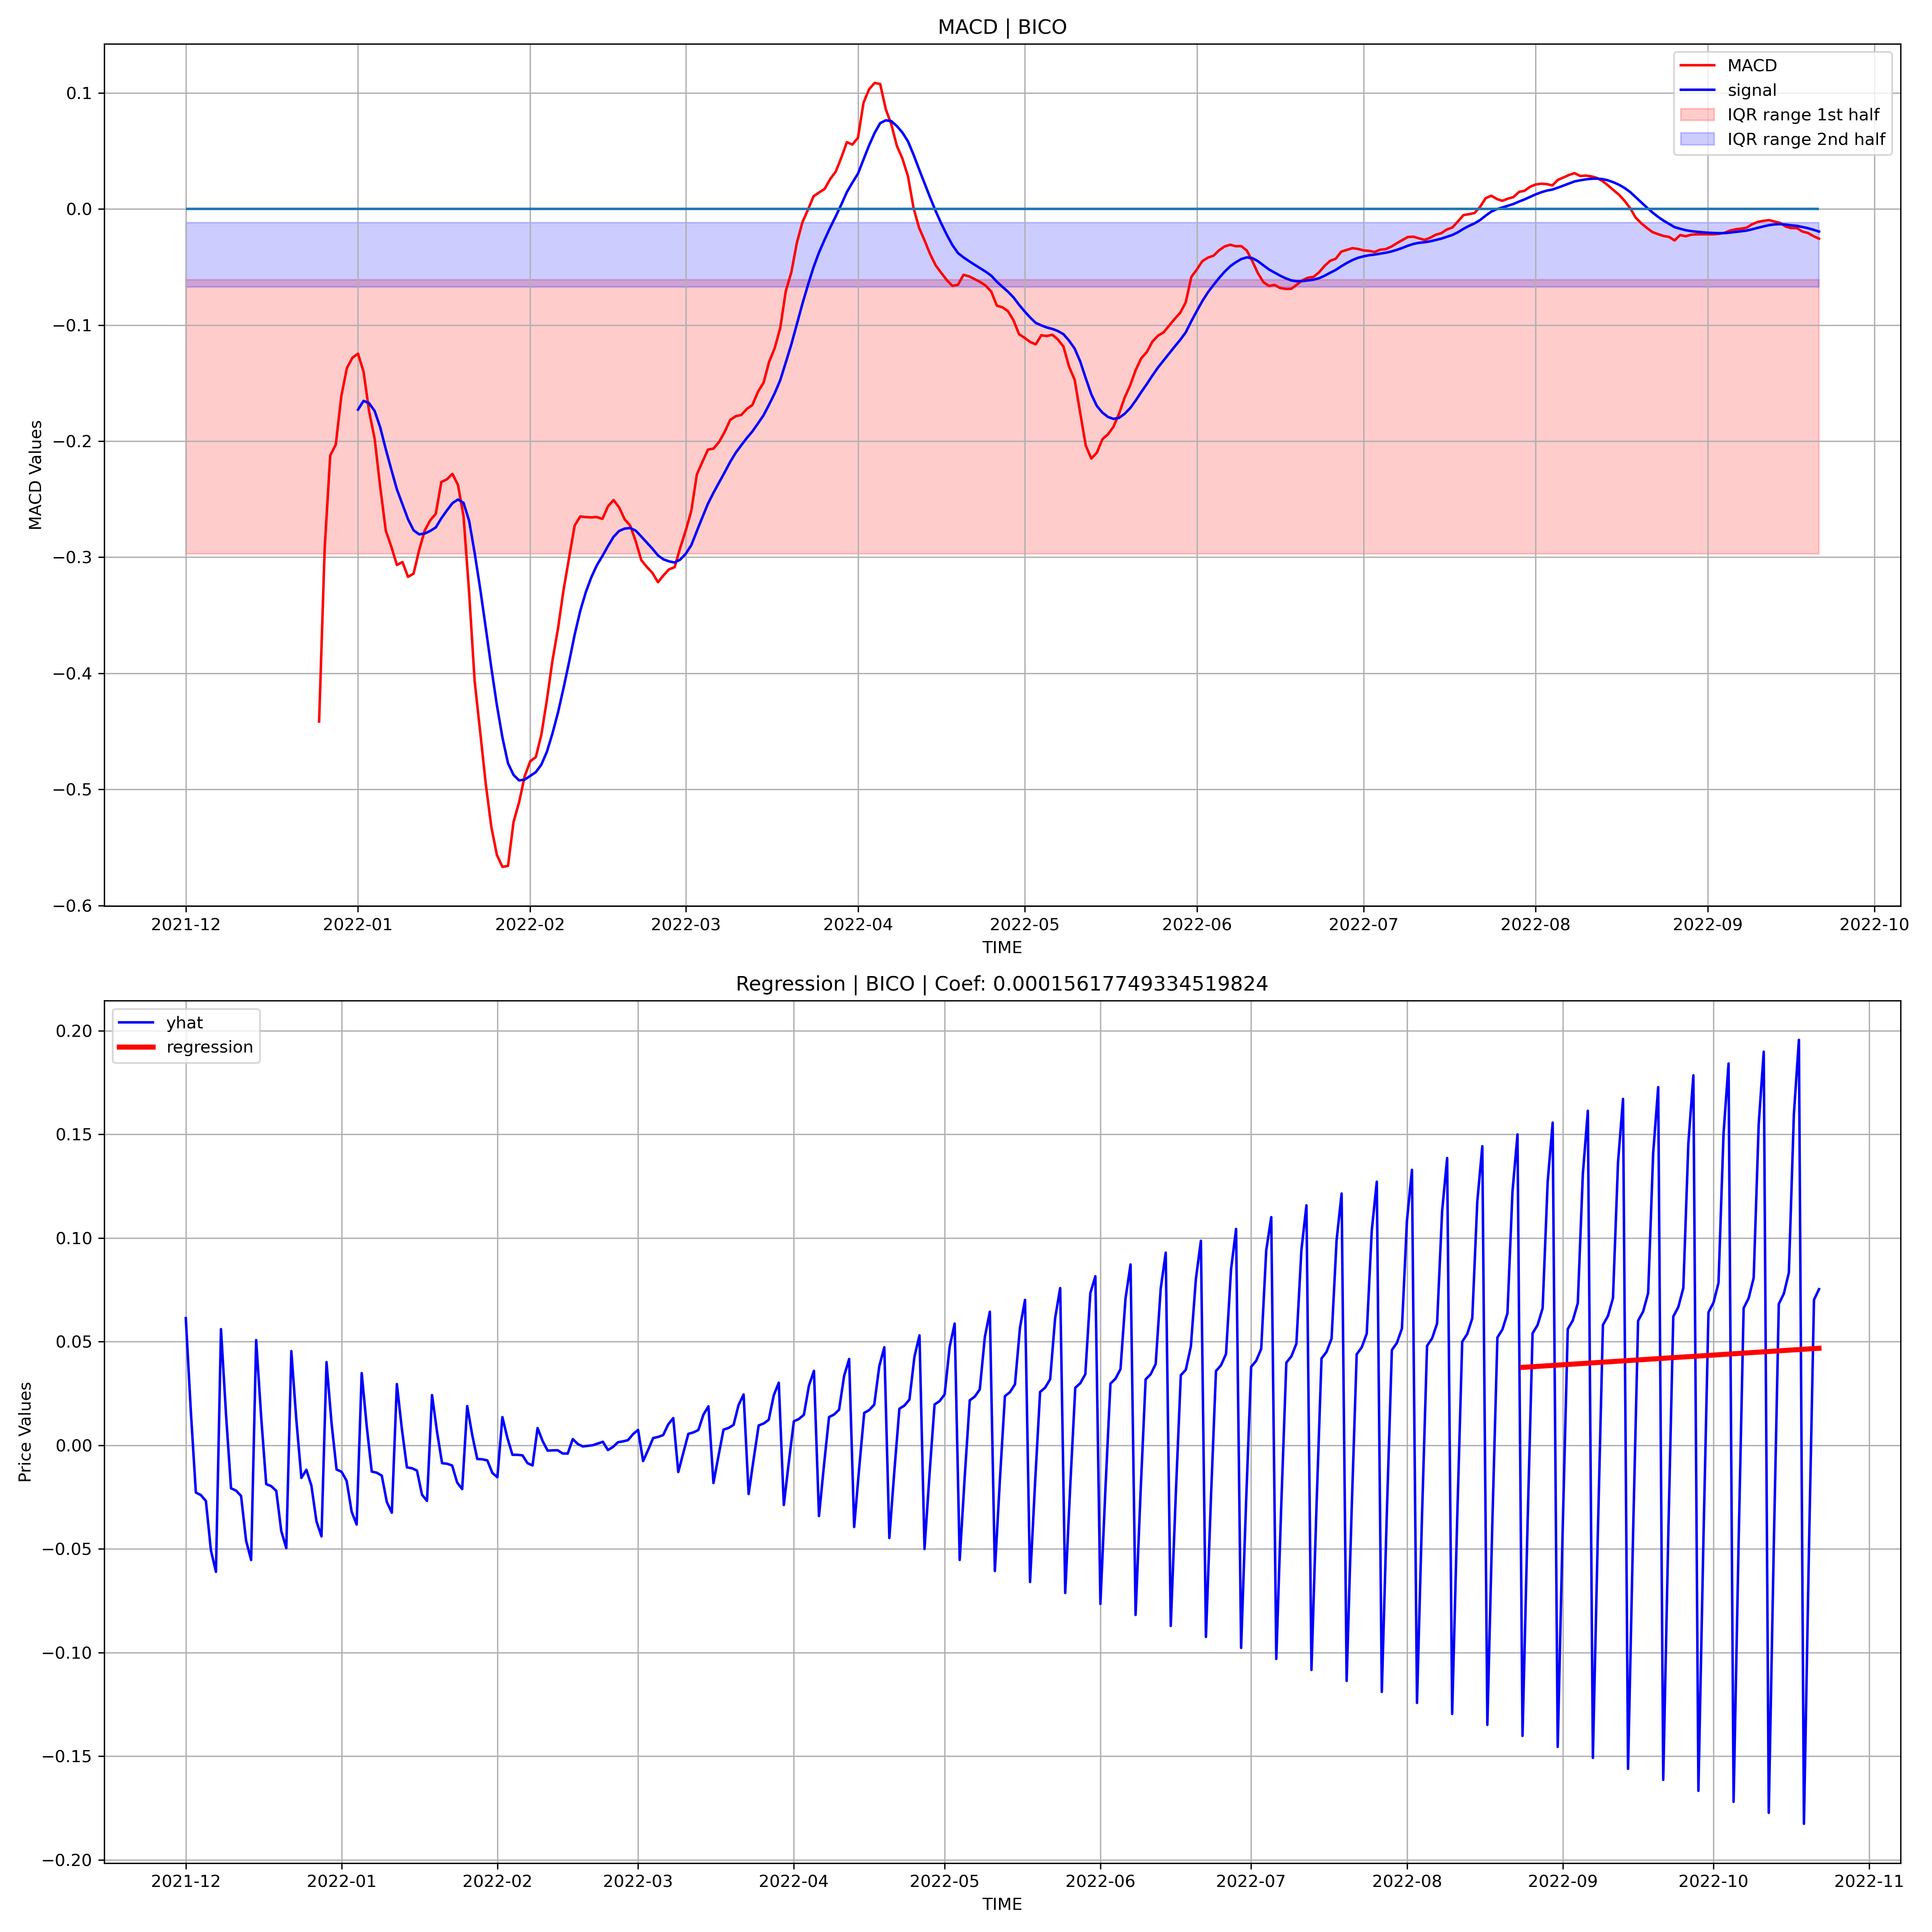 MACD | BICO
MACD
signal
IQR range 1st half
IQR range 2nd half
0.1
0.0
−0.1
−0.2
−0.3
−0.4
−0.5
−0.6
MACD Values
2021-12 2022-01 2022-02 2022-03 2022-04 2022-05 2022-06 2022-07 2022-08 2022-09 2022-10
TIME
Regression | BICO | Coef: 0.00015617749334519824
yhat
regression
0.20
0.15
0.10
0.05
0.00
−0.05
−0.10
−0.15
−0.20
Price Values
2021-12 2022-01 2022-02 2022-03 2022-04 2022-05 2022-06 2022-07 2022-08 2022-09 2022-10 2022-11
TIME